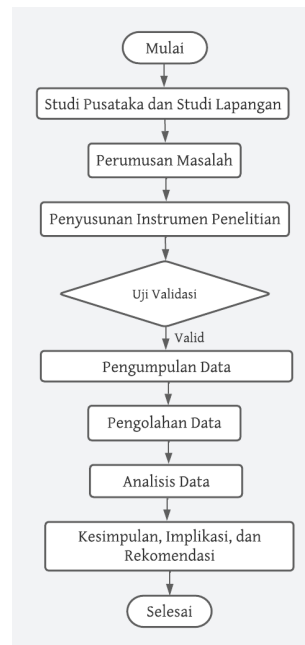 Mulai
Studi Pusataka dan Studi Lapangan
Perumusan Masalah
Penyusunan Instrumen Penelitian
Uji Validasi
Valid
Pengumpulan Data
Pengolahan Data
Analisis Data
Kesimpulan, Implikasi, dan
Rekomendasi
Selesai